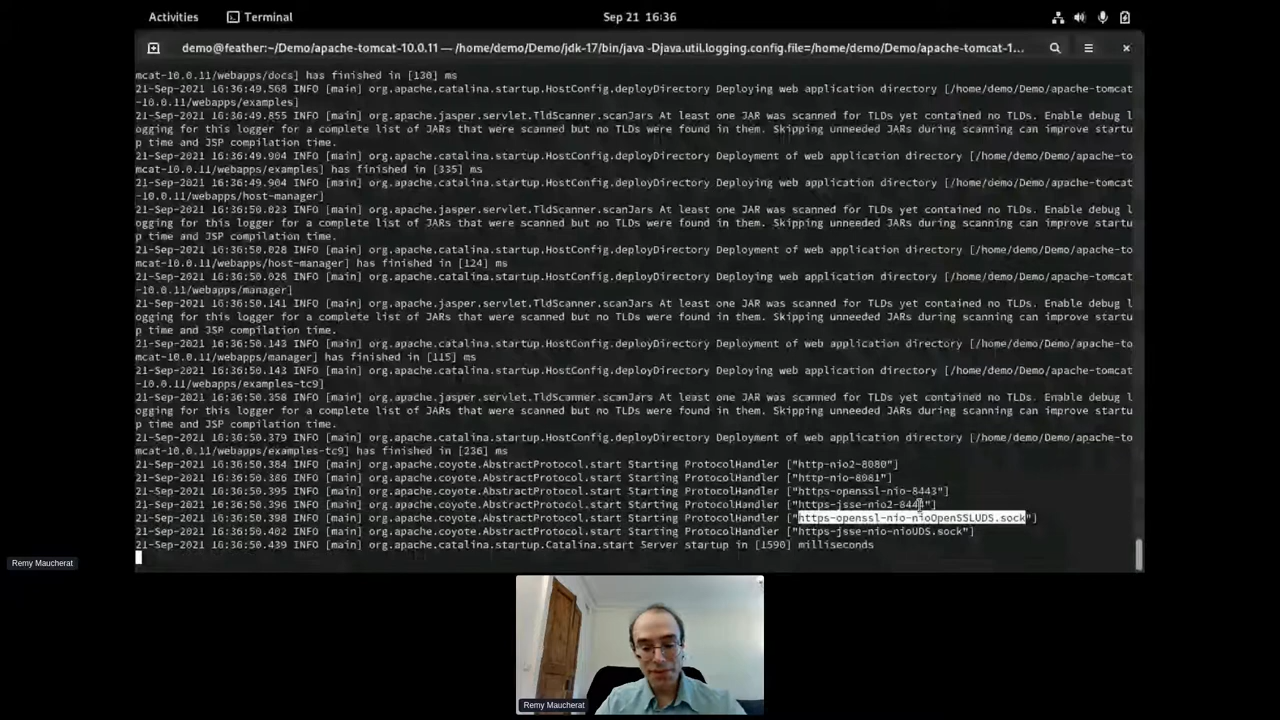 Activities
Terminal
Sep 21 16:36
demo@feather:~/Demo/apache-tomcat-10.0.11 — /home/demo/Demo/jdk-17/bin/java -Djava.util.logging.config.file=/home/demo/Demo/apache-tomcat-1...
mcat-10.0.11/webapps/docs] has finished in [130] ms
21-Sep-2021 16:36:49.568 INFO [main] org.apache.catalina.startup.HostConfig.deployDirectory Deploying web application directory [/home/demo/Demo/apache-tomcat
-10.0.11/webapps/examples]
21-Sep-2021 16:36:49.855 INFO [main] org.apache.jasper.servlet.TldScanner.scanJars At least one JAR was scanned for TLDs yet contained no TLDs. Enable debug l
ogging for this logger for a complete list of JARs that were scanned but no TLDs were found in them. Skipping unneeded JARs during scanning can improve startu
p time and JSP compilation time.
21-Sep-2021 16:36:49.904 INFO [main] org.apache.catalina.startup.HostConfig.deployDirectory Deployment of web application directory [/home/demo/Demo/apache-to
mcat-10.0.11/webapps/examples] has finished in [335] ms
21-Sep-2021 16:36:49.904 INFO [main] org.apache.catalina.startup.HostConfig.deployDirectory Deploying web application directory [/home/demo/Demo/apache-tomcat
-10.0.11/webapps/host-manager]
21-Sep-2021 16:36:50.023 INFO [main] org.apache.jasper.servlet.TldScanner.scanJars At least one JAR was scanned for TLDs yet contained no TLDs. Enable debug l
ogging for this logger for a complete list of JARs that were scanned but no TLDs were found in them. Skipping unneeded JARs during scanning can improve startu
p time and JSP compilation time.
21-Sep-2021 16:36:50.028 INFO [main] org.apache.catalina.startup.HostConfig.deployDirectory Deployment of web application directory [/home/demo/Demo/apache-to
mcat-10.0.11/webapps/host-manager] has finished in [124] ms
21-Sep-2021 16:36:50.028 INFO [main] org.apache.catalina.startup.HostConfig.deployDirectory Deploying web application directory [/home/demo/Demo/apache-tomcat
-10.0.11/webapps/manager]
21-Sep-2021 16:36:50.141 INFO [main] org.apache.jasper.servlet.TldScanner.scanJars At least one JAR was scanned for TLDs yet contained no TLDs. Enable debug l
ogging for this logger for a complete list of JARs that were scanned but no TLDs were found in them. Skipping unneeded JARs during scanning can improve startu
p time and JSP compilation time.
21-Sep-2021 16:36:50.143 INFO [main] org.apache.catalina.startup.HostConfig.deployDirectory Deployment of web application directory [/home/demo/Demo/apache-to
mcat-10.0.11/webapps/manager] has finished in [115] ms
21-Sep-2021 16:36:50.143 INFO [main] org.apache.catalina.startup.HostConfig.deployDirectory Deploying web application directory [/home/demo/Demo/apache-tomcat
-10.0.11/webapps/examples-tc9]
21-Sep-2021 16:36:50.358 INFO [main] org.apache.jasper.servlet.TldScanner.scanJars At least one JAR was scanned for TLDs yet contained no TLDs. Enable debug l
ogging for this logger for a complete list of JARs that were scanned but no TLDs were found in them. Skipping unneeded JARs during scanning can improve startu
p time and JSP compilation time.
21-Sep-2021 16:36:50.379 INFO [main] org.apache.catalina.startup.HostConfig.deployDirectory Deployment of web application directory [/home/demo/Demo/apache-to
mcat-10.0.11/webapps/examples-tc9] has finished in [236] ms
21-Sep-2021 16:36:50.384 INFO [main] org.apache.coyote.AbstractProtocol.start Starting ProtocolHandler ["http-nio2-8080"]
21-Sep-2021 16:36:50.386 INFO [main] org.apache.coyote.AbstractProtocol.start Starting ProtocolHandler ["http-nio-8081"]
21-Sep-2021 16:36:50.395 INFO [main] org.apache.coyote.AbstractProtocol.start Starting ProtocolHandler ["https-openssl-nio-8443"]
21-Sep-2021 16:36:50.396 INFO [main] org.apache.coyote.AbstractProtocol.start Starting ProtocolHandler
21-Sep-2021 16:36:50.398 INFO [main] org.apache.coyote.AbstractProtocol.start Starting ProtocolHandler ["https-openssl-nio-nioOpenSSLUDS.sock"]
21-Sep-2021 16:36:50.402 INFO [main] org.apache.coyote.AbstractProtocol.start Starting ProtocolHandler ["https-jsse-nio-nioUDS.sock"]
21-Sep-2021 16:36:50.439 INFO [main] org.apache.catalina.startup.Catalina.start Server startup in [1590] milliseconds
Remy Maucherat
Remy Maucherat